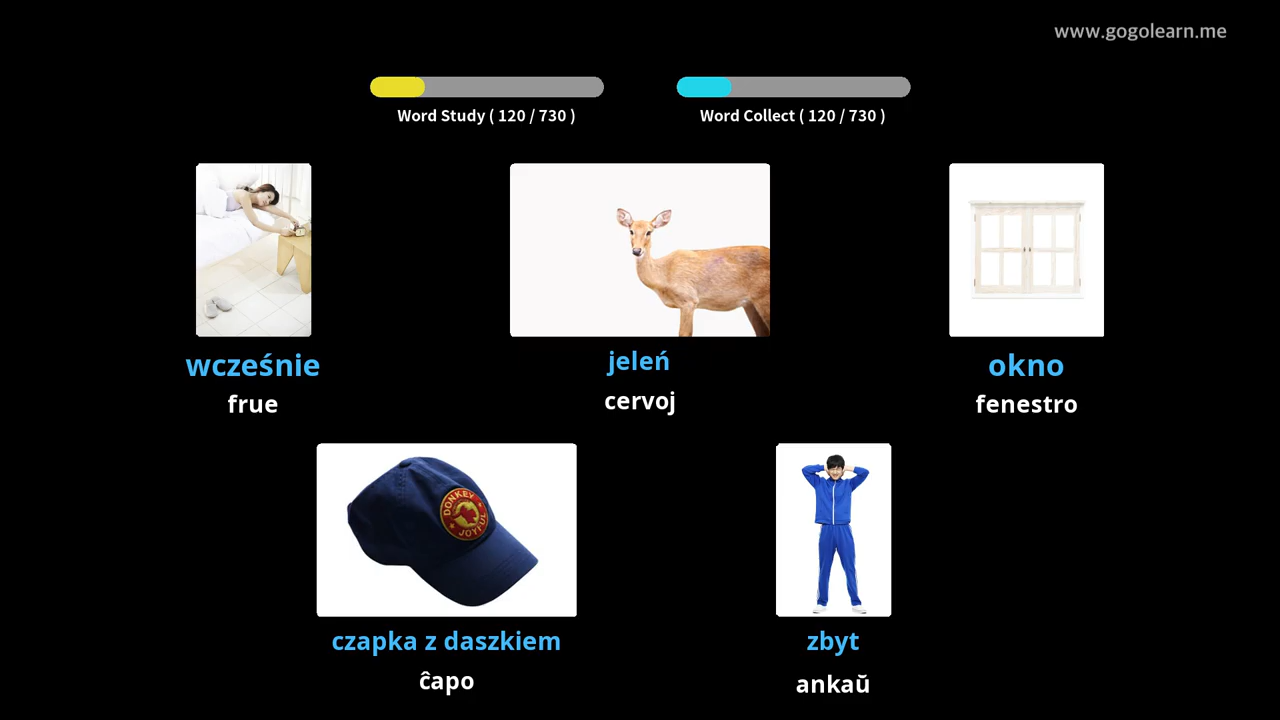 www.gogolearn.me
Word Study ( 120 / 730 )
Word Collect ( 120 / 730 )
wcześnie
frue
jeleń
cervoj
okno
fenestro
DONKEY
JOYFUL
czapka z daszkiem
ĉapo
zbyt
ankaŭ